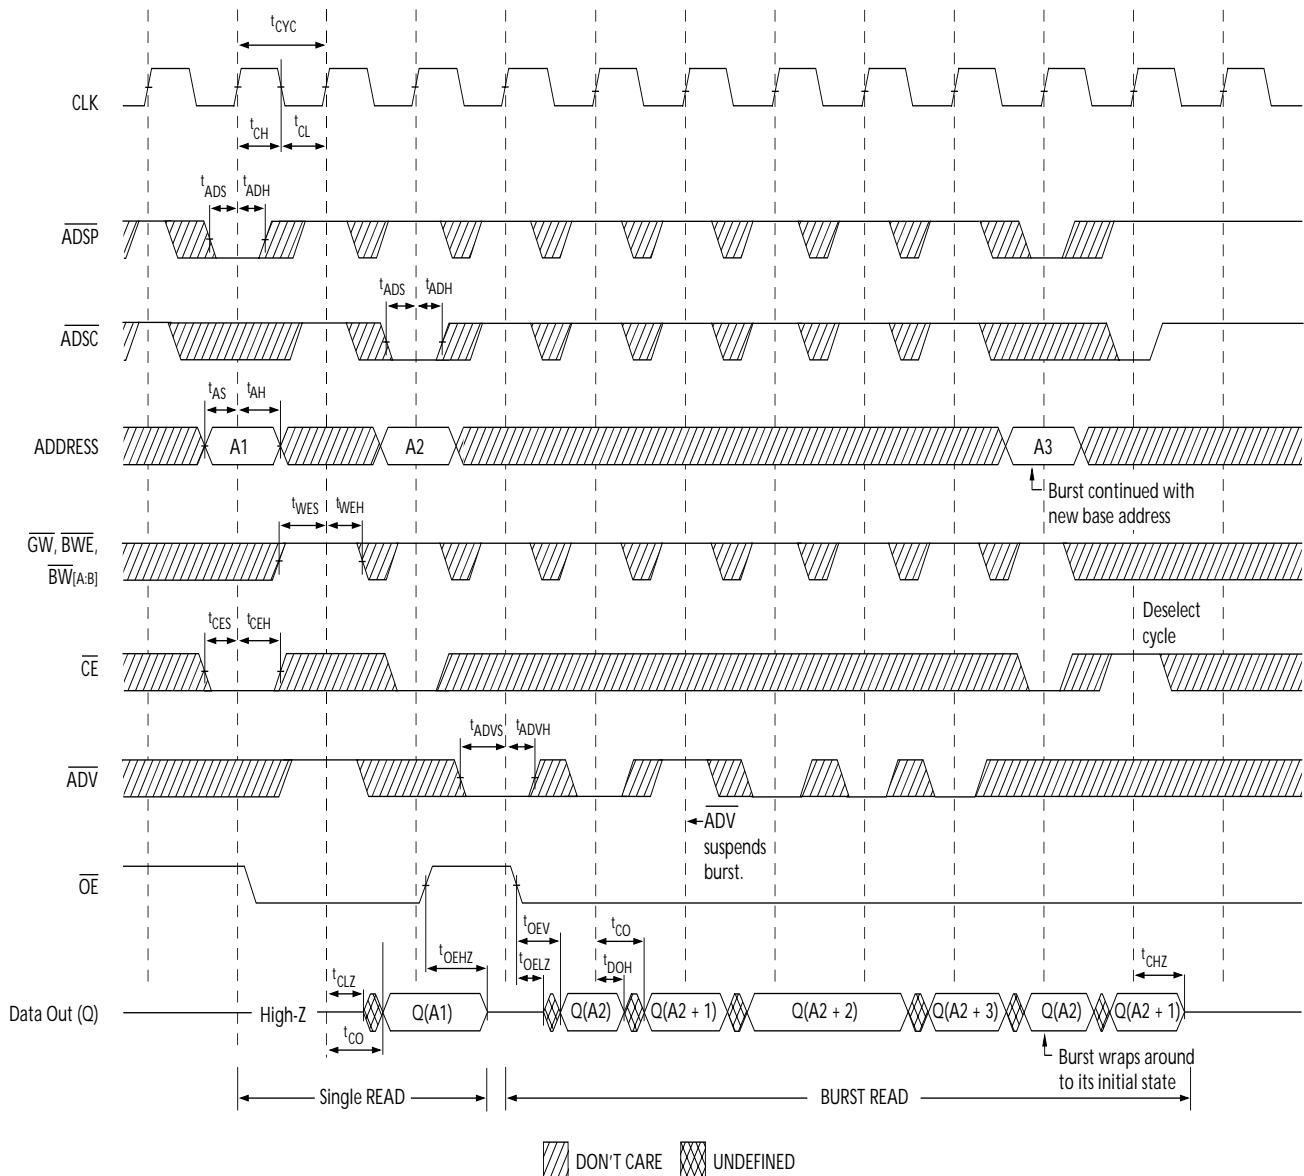 tCYC
CLK
tCH
tCL
tADS
tADH
ADSP
tADS
tADH
ADSC
tAS
tAH
ADDRESS
A1
A2
A3
Burst continued with
new base address
tWES
tWEH
GW, BWE,
BW[A:B]
Deselect
cycle
tCES
tCEH
CE
tADVS
tADVH
ADV
ADV
suspends
burst.
OE
tOEV
tCO
tOEHZ
tOELZ
tDOH
tCHZ
tCLZ
Data Out (Q)
High-Z
Q(A1)
Q(A2)
Q(A2 + 1)
Q(A2 + 2)
Q(A2 + 3)
Q(A2)
Q(A2 + 1)
tCO
Burst wraps around
to its initial state
Single READ
BURST READ
DON'T CARE
UNDEFINED